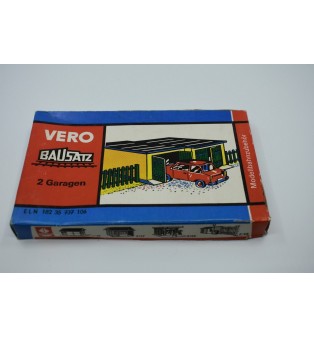 VERO
BAUSATZ
2 Garagen
Modellbahnzubehör